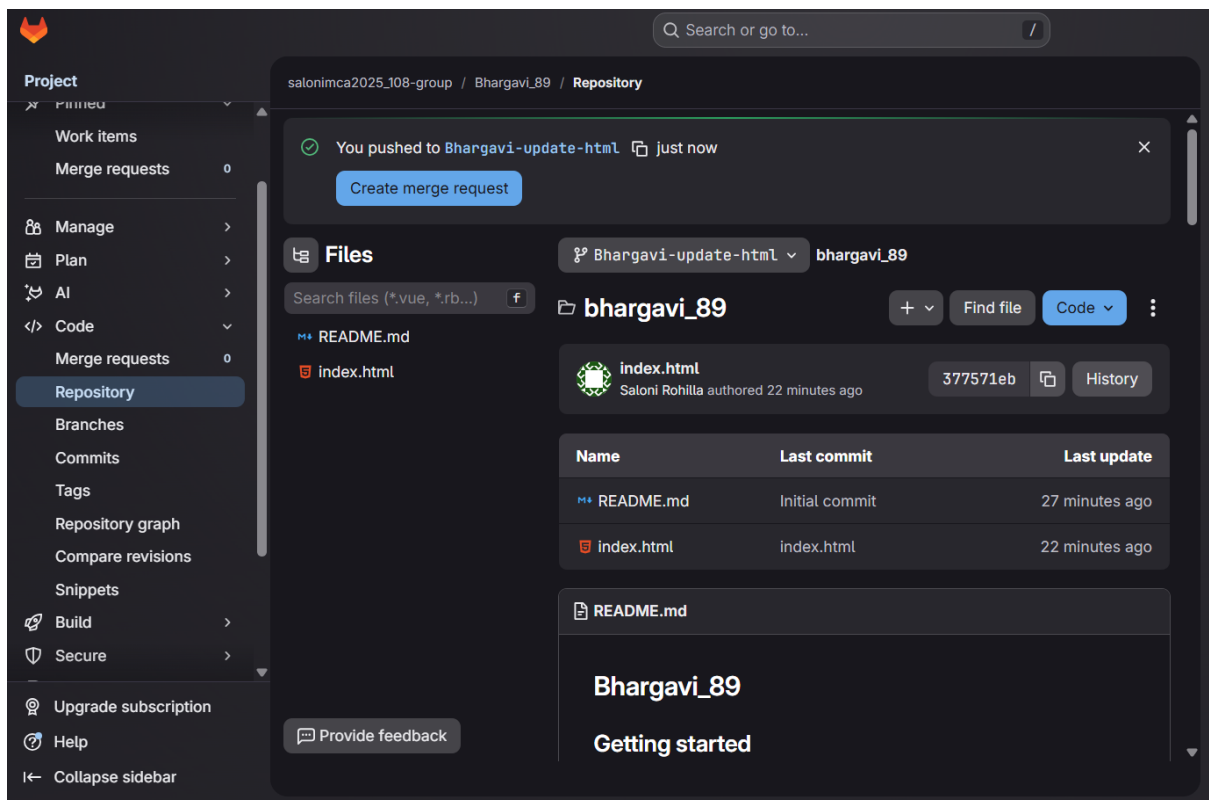 Search or go to... /
Project
Pinned
Work items
Merge requests 0
Manage
Plan
AI
Code
Merge requests 0
Repository
Branches
Commits
Tags
Repository graph
Compare revisions
Snippets
Build
Secure
Upgrade subscription
Help
Collapse sidebar
salonimca2025_108-group / Bhargavi_89 / Repository
You pushed to Bhargavi-update-html just now
Create merge request
Files
Search files (*.vue, *.rb...) f
README.md
index.html
Provide feedback
Bhargavi-update-html bhargavi_89
bhargavi_89
+ Find file Code
index.html
Saloni Rohilla authored 22 minutes ago
377571eb History
Name Last commit Last update
README.md Initial commit 27 minutes ago
index.html index.html 22 minutes ago
README.md
Bhargavi_89
Getting started